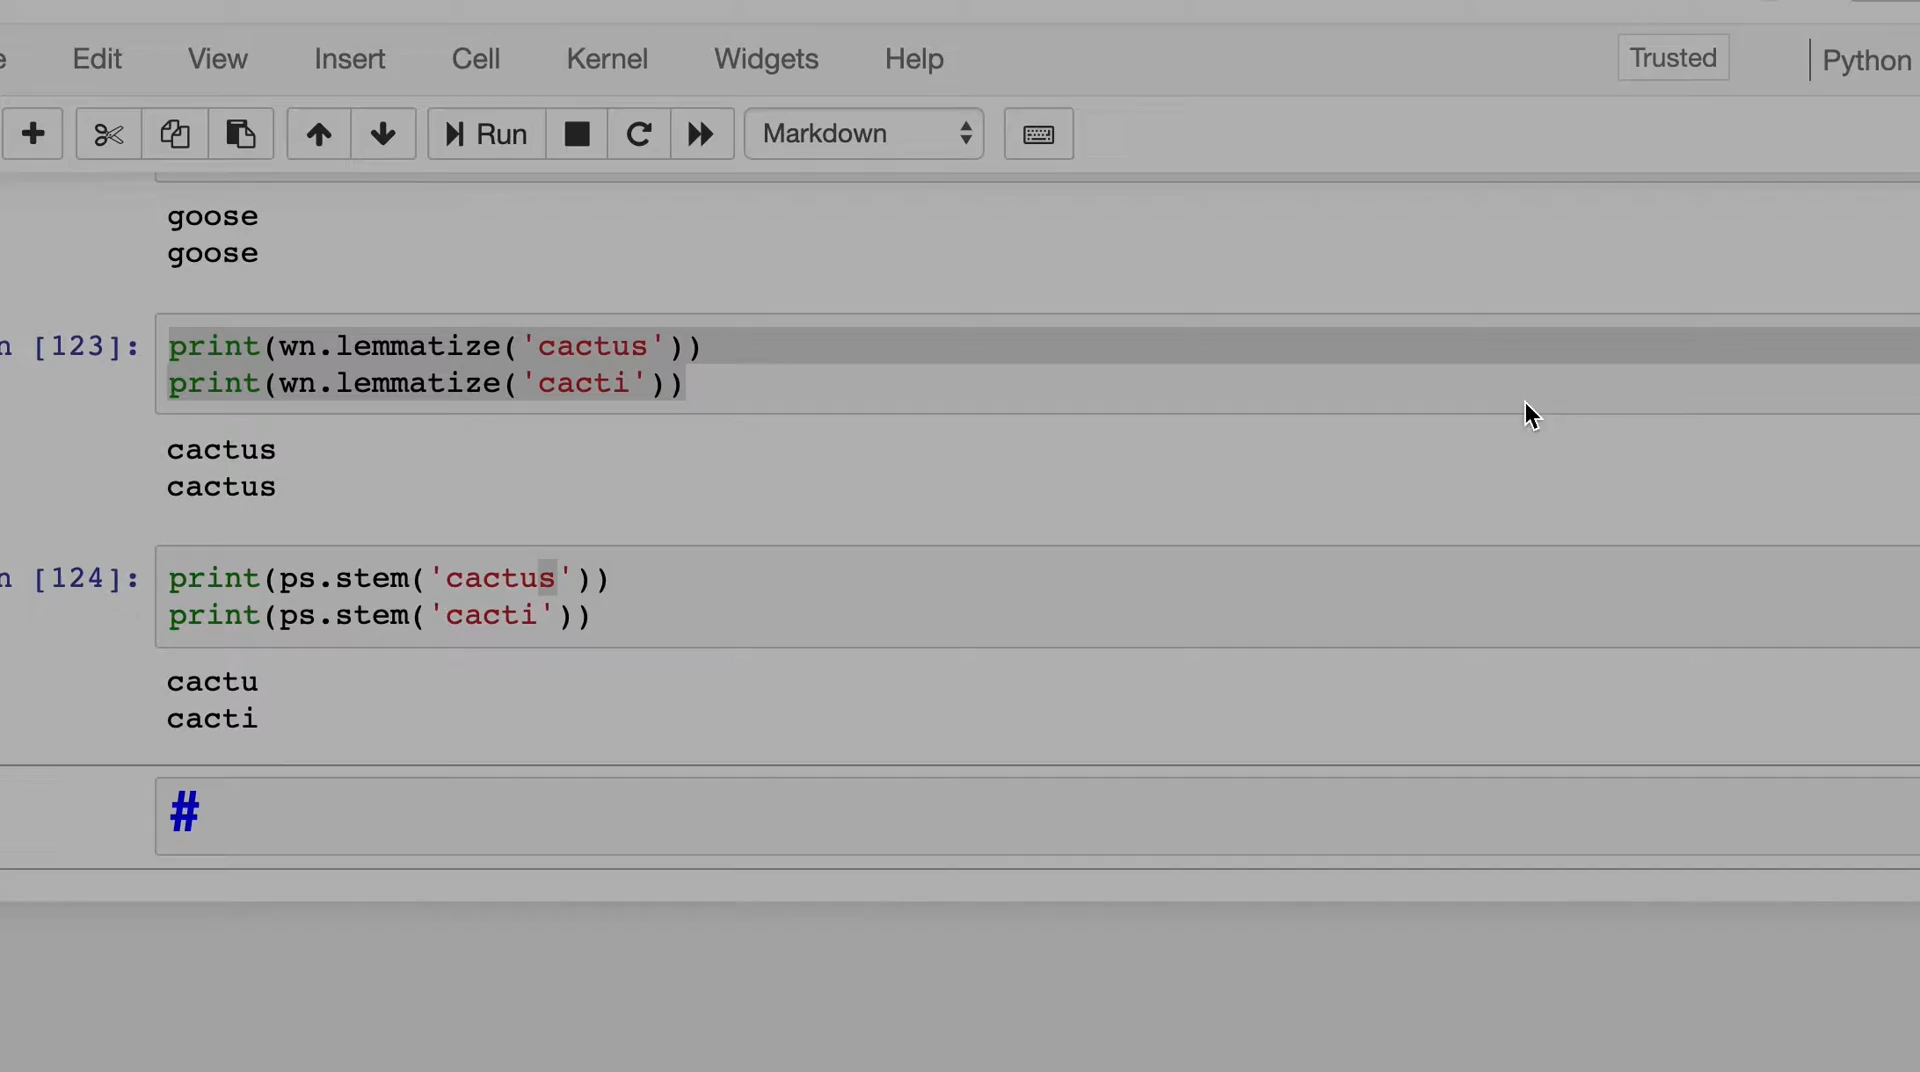 Edit View Insert Cell Kernel Widgets Help Trusted Python
Run Markdown
goose
goose
[123]: print(wn.lemmatize('cactus'))
print(wn.lemmatize('cacti'))
cactus
cactus
[124]: print(ps.stem('cactus'))
print(ps.stem('cacti'))
cactu
cacti
#